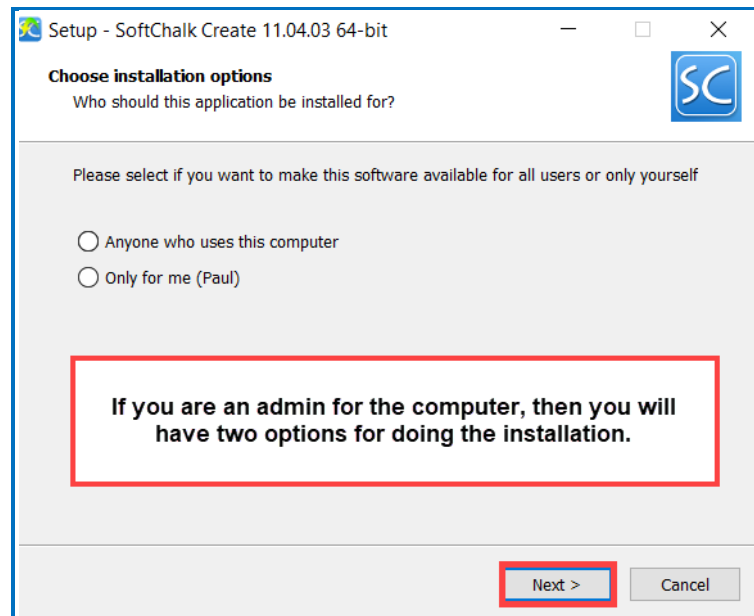 Setup - SoftChalk Create 11.04.03 64-bit
Choose installation options
Who should this application be installed for?
SC
Please select if you want to make this software available for all users or only yourself
Anyone who uses this computer
Only for me (Paul)
If you are an admin for the computer, then you will
have two options for doing the installation.
Next >
Cancel